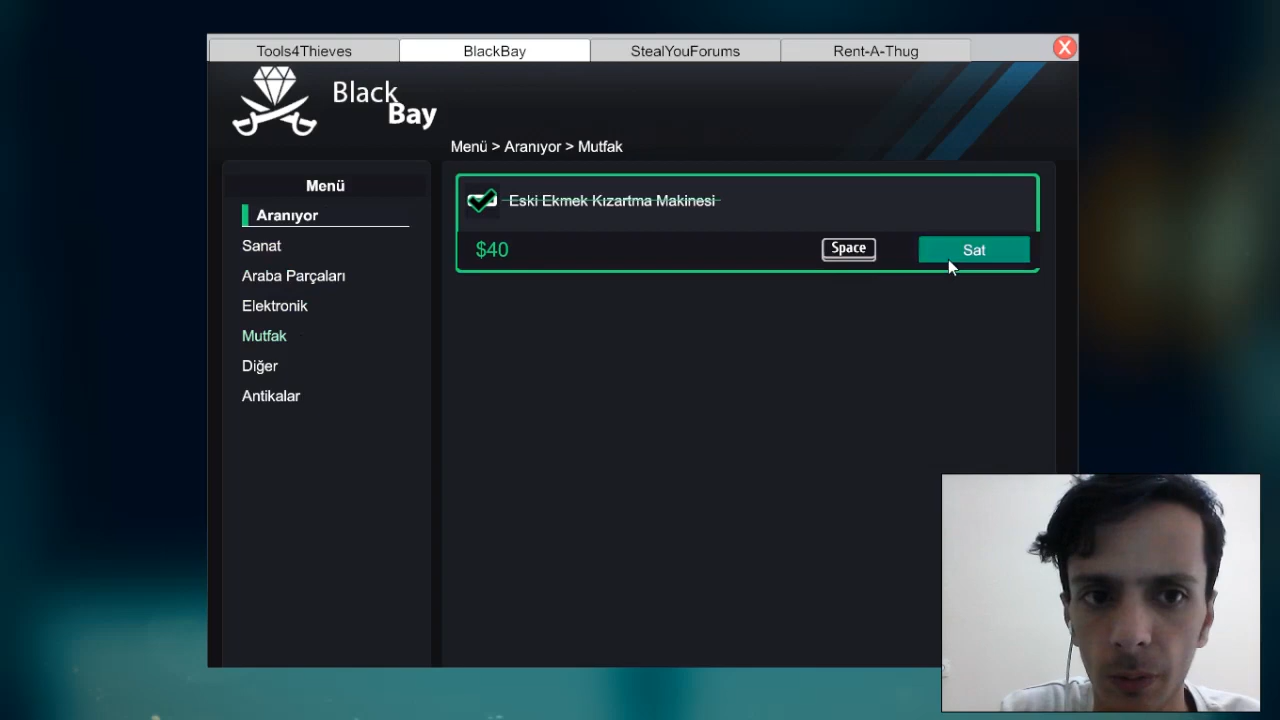 Tools4Thieves
BlackBay
StealYouForums
Rent-A-Thug
X
Black
Bay
Menü > Aranıyor > Mutfak
Menü
Aranıyor
Sanat
Araba Parçaları
Elektronik
Mutfak
Diğer
Antikalar
Eski Ekmek Kızartma Makinesi
$40
Space
Sat